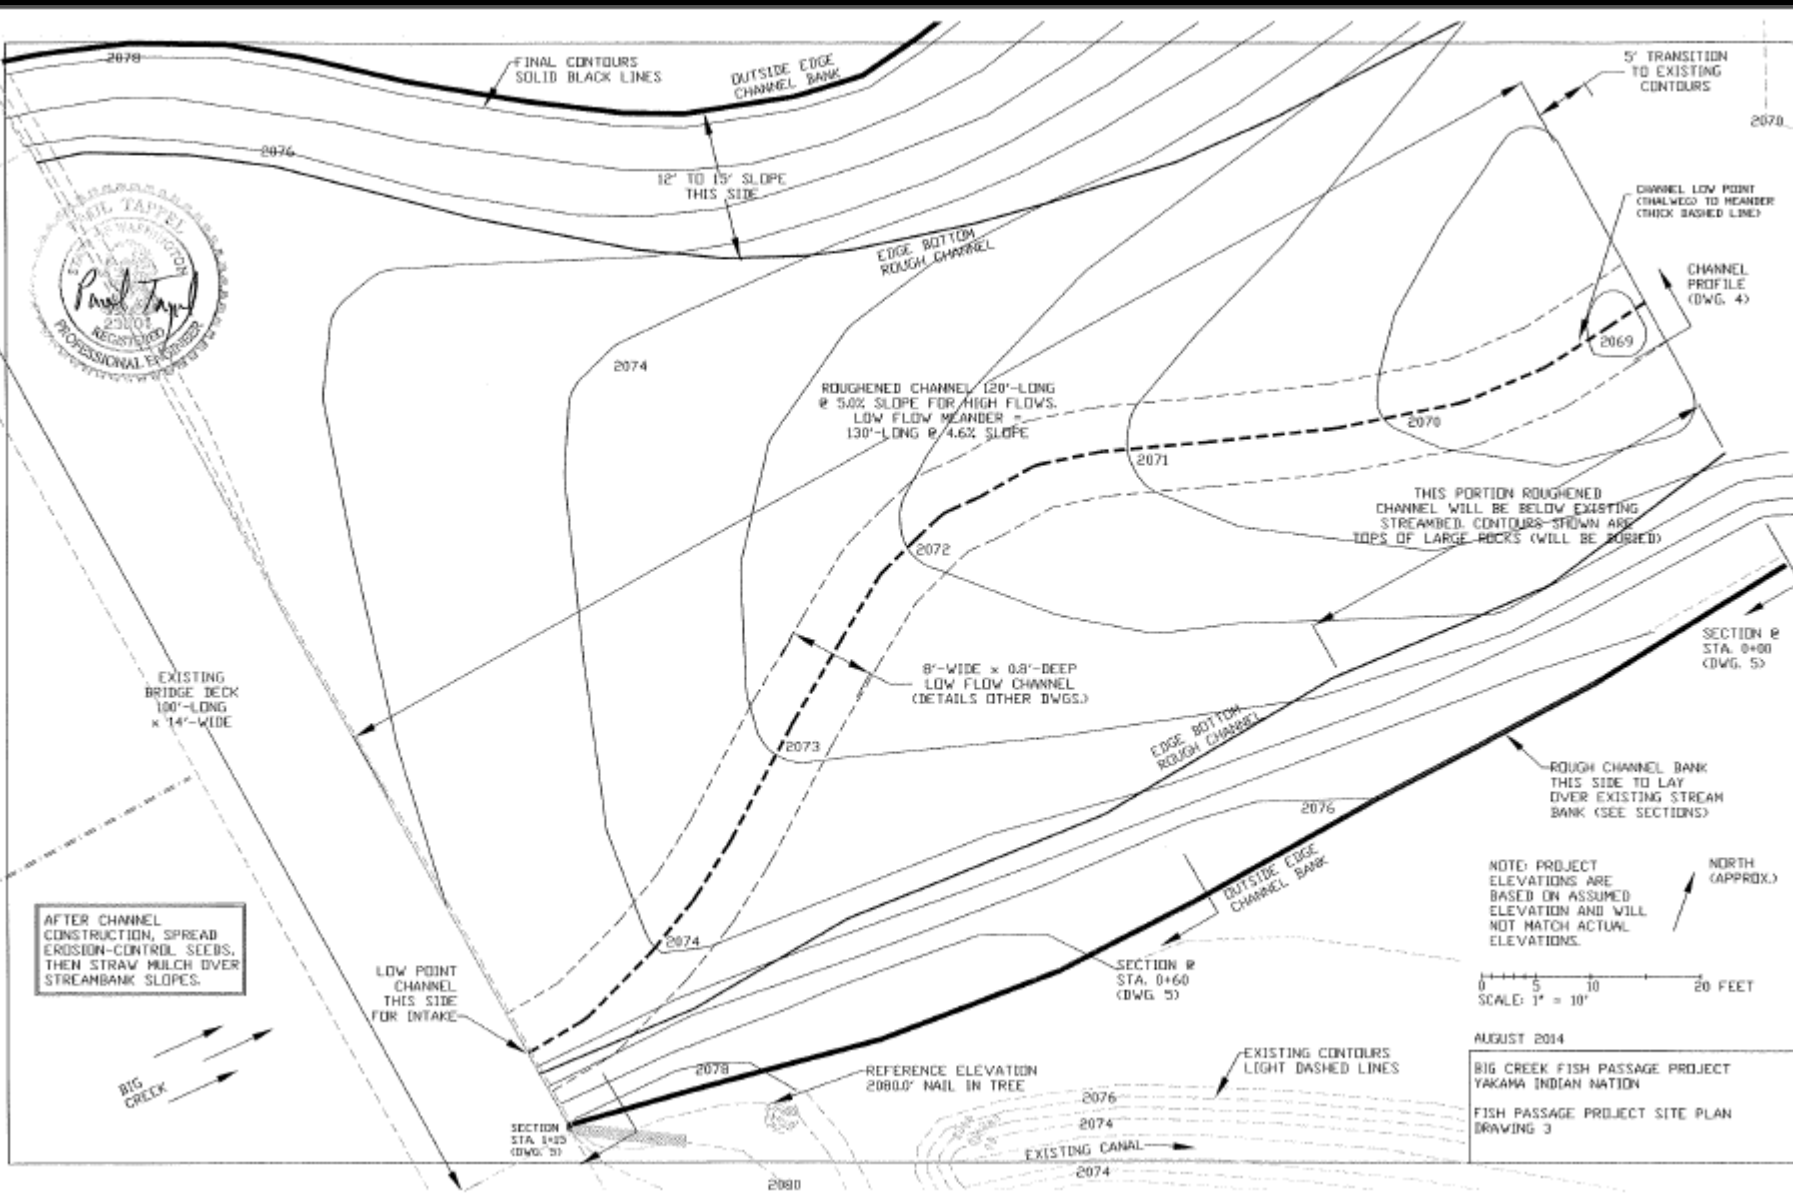 2078
FINAL CONTOURS
SOLID BLACK LINES
OUTSIDE EDGE
CHANNEL BANK
5' TRANSITION
TO EXISTING
CONTOURS
2070
2076
12' TO 15' SLOPE
THIS SIDE
CHANNEL LOW POINT
(THALWEG) TO MEANDER
(THICK DASHED LINE)
EDGE BOTTOM
ROUGH CHANNEL
CHANNEL
PROFILE
(DWG. 4)
WASHINGTON
REGISTERED
PROFESSIONAL ENGINEER
2069
2074
ROUGHENED CHANNEL 120'-LONG
@ 5.0% SLOPE FOR HIGH FLOWS.
LOW FLOW MEANDER =
130'-LONG @ 4.6% SLOPE
2070
2071
THIS PORTION ROUGHENED
CHANNEL WILL BE BELOW EXISTING
STREAMBED. CONTOURS SHOWN ARE
TOPS OF LARGE ROCKS (WILL BE BURIED)
2072
SECTION @
STA. 0+00
(DWG. 5)
8'-WIDE x 0.8'-DEEP
LOW FLOW CHANNEL
(DETAILS OTHER DWGS.)
EXISTING
BRIDGE DECK
100'-LONG
x 14'-WIDE
2073
EDGE BOTTOM
ROUGH CHANNEL
ROUGH CHANNEL BANK
THIS SIDE TO LAY
OVER EXISTING STREAM
BANK (SEE SECTIONS)
2076
OUTSIDE EDGE
CHANNEL BANK
NOTE: PROJECT
ELEVATIONS ARE
BASED ON ASSUMED
ELEVATION AND WILL
NOT MATCH ACTUAL
ELEVATIONS.
NORTH
(APPROX.)
AFTER CHANNEL
CONSTRUCTION, SPREAD
EROSION-CONTROL SEEDS,
THEN STRAW MULCH OVER
STREAMBANK SLOPES.
2074
LOW POINT
CHANNEL
THIS SIDE
FOR INTAKE
SECTION @
STA. 0+60
(DWG. 5)
0 5 10 20 FEET
SCALE: 1" = 10'
BIG
CREEK
2078
REFERENCE ELEVATION
2080.0' NAIL IN TREE
EXISTING CONTOURS
LIGHT DASHED LINES
AUGUST 2014
BIG CREEK FISH PASSAGE PROJECT
YAKAMA INDIAN NATION
FISH PASSAGE PROJECT SITE PLAN
DRAWING 3
SECTION
STA. 1+25
(DWG. 5)
2076
2074
EXISTING CANAL
2074
2080